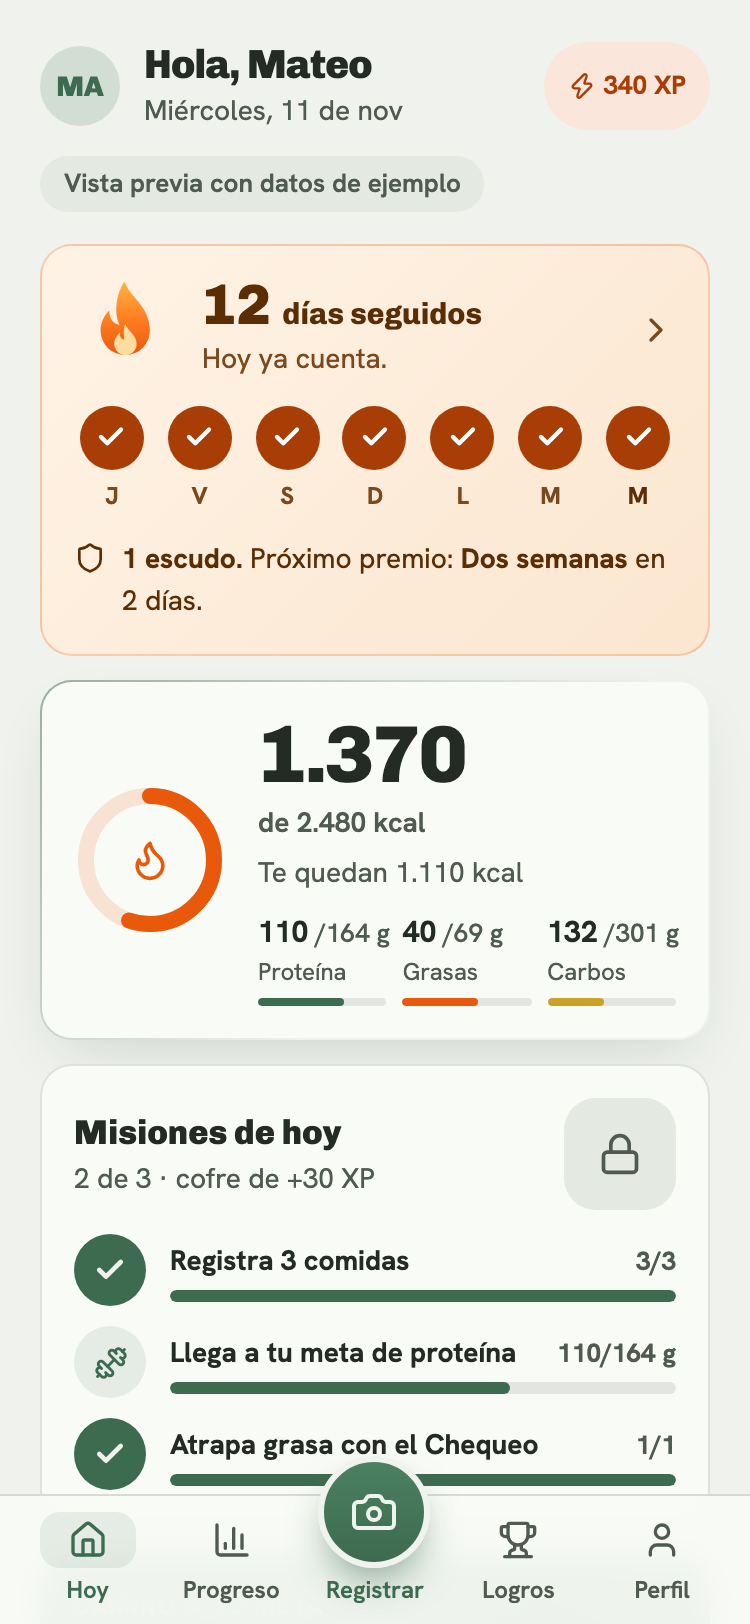 MA
Hola, Mateo
Miércoles, 11 de nov
340 XP
Vista previa con datos de ejemplo
12 días seguidos
Hoy ya cuenta.
J V S D L M M
1 escudo. Próximo premio: Dos semanas en
2 días.
1.370
de 2.480 kcal
Te quedan 1.110 kcal
110 /164 g 40 /69 g 132 /301 g
Proteína Grasas Carbos
Misiones de hoy
2 de 3 · cofre de +30 XP
Registra 3 comidas 3/3
Llega a tu meta de proteína 110/164 g
Atrapa grasa con el Chequeo 1/1
Hoy Progreso Registrar Logros Perfil